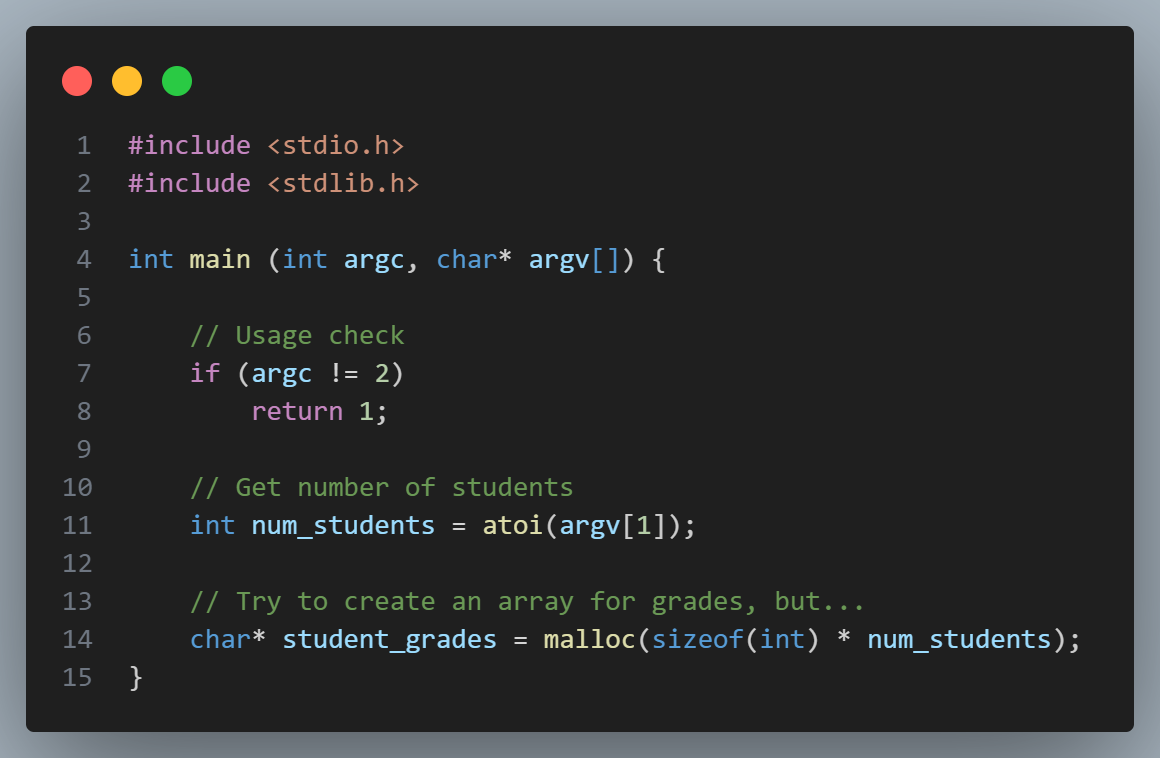 1 #include <stdio.h>
2 #include <stdlib.h>
3
4 int main (int argc, char* argv[]) {
5
6     // Usage check
7     if (argc != 2)
8         return 1;
9
10     // Get number of students
11     int num_students = atoi(argv[1]);
12
13     // Try to create an array for grades, but...
14     char* student_grades = malloc(sizeof(int) * num_students);
15 }